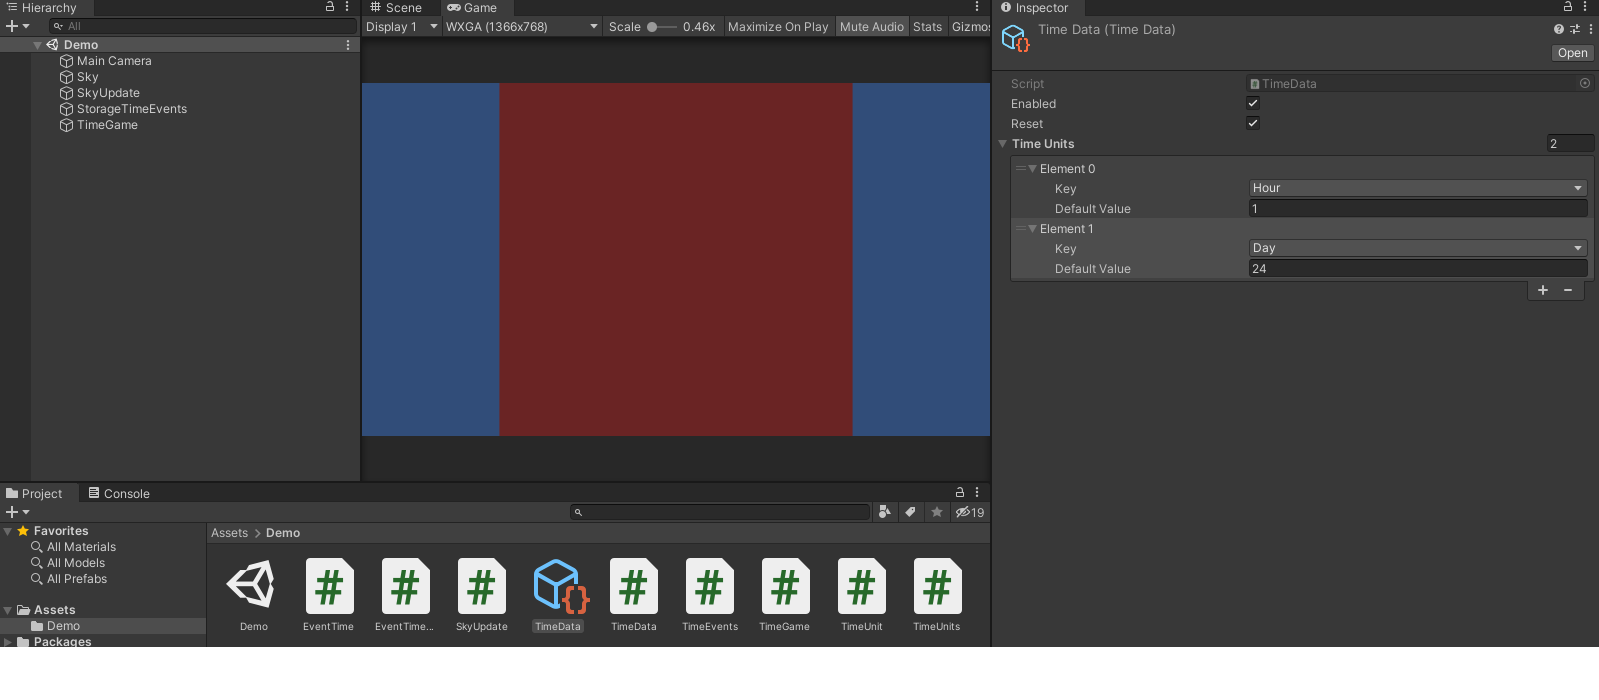 Hierarchy
All
Demo
Main Camera
Sky
SkyUpdate
StorageTimeEvents
TimeGame
Scene Game
Display 1 WXGA (1366x768) Scale 0.46x Maximize On Play Mute Audio Stats Gizmos
Inspector
Time Data (Time Data)
Open
Script TimeData
Enabled
Reset
Time Units 2
Element 0
Key Hour
Default Value 1
Element 1
Key Day
Default Value 24
Project Console
19
Favorites
All Materials
All Models
All Prefabs
Assets
Demo
Packages
Assets > Demo
Demo EventTime EventTime... SkyUpdate TimeData TimeData TimeEvents TimeGame TimeUnit TimeUnits